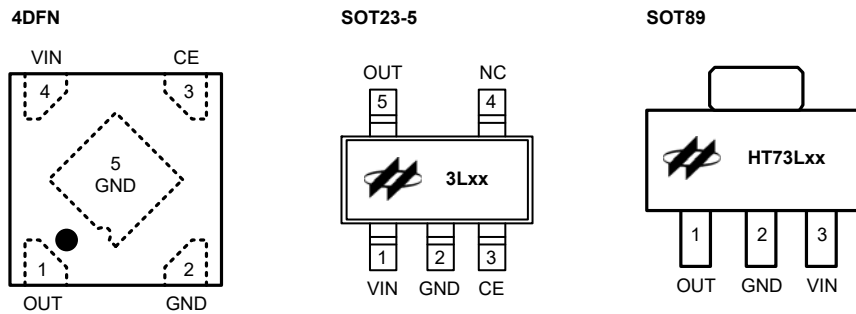 4DFN
SOT23-5
SOT89
VIN
CE
4
3
5
GND
1
2
OUT
GND
OUT
NC
5
4
3Lxx
1
2
3
VIN
GND
CE
HT73Lxx
1
2
3
OUT
GND
VIN